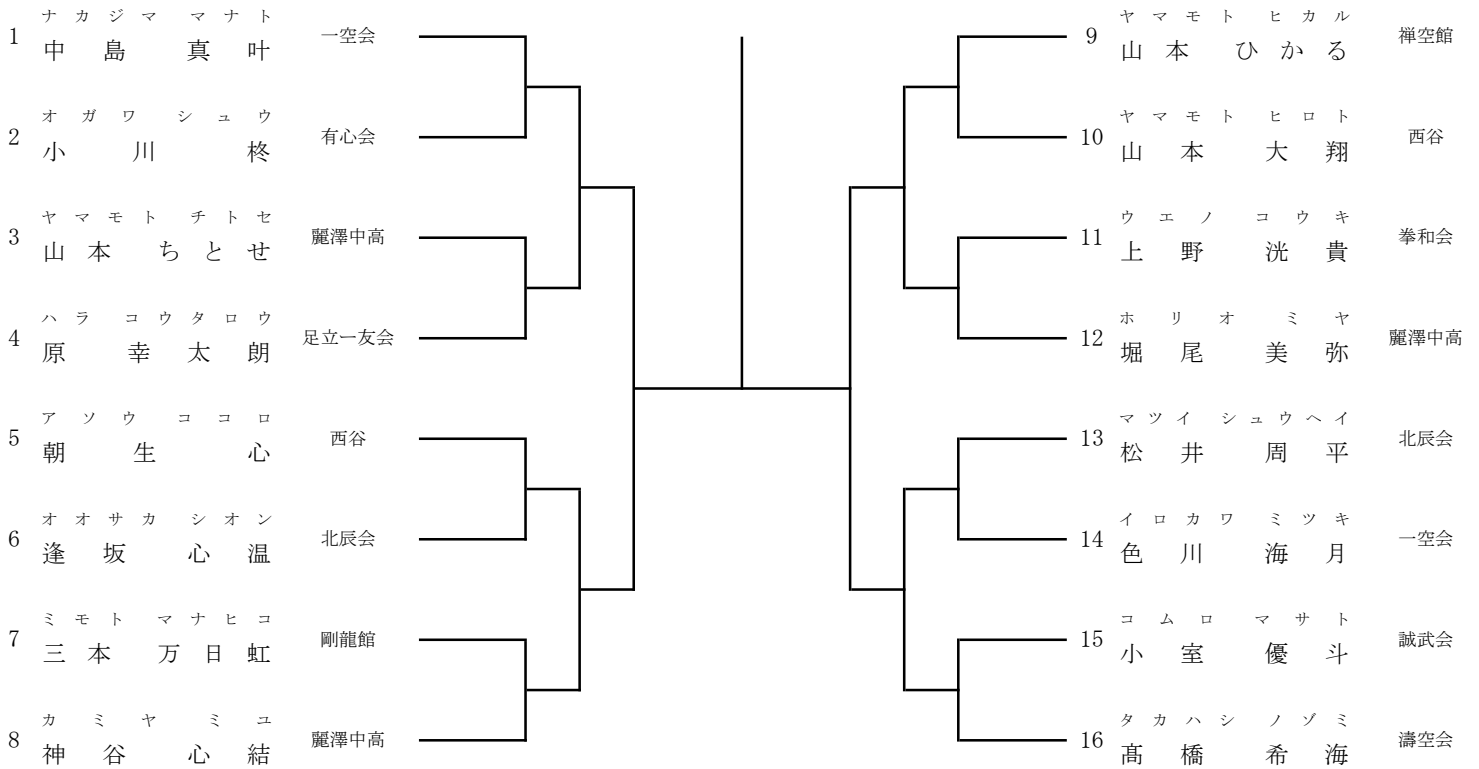 ナカジマ マナト
1 中島 真叶 一空会
オガワ シュウ
2 小川 柊 有心会
ヤマモト チトセ
3 山本 ちとせ 麗澤中高
ハラ コウタロウ
4 原 幸太朗 足立一友会
アソウ ココロ
5 朝生 心 西谷
オオサカ シオン
6 逢坂 心温 北辰会
ミモト マナヒコ
7 三本 万日虹 剛龍館
カミヤ ミユ
8 神谷 心結 麗澤中高
ヤマモト ヒカル
9 山本 ひかる 禅空館
ヤマモト ヒロト
10 山本 大翔 西谷
ウエノ コウキ
11 上野 洸貴 拳和会
ホリオ ミヤ
12 堀尾 美弥 麗澤中高
マツイ シュウヘイ
13 松井 周平 北辰会
イロカワ ミツキ
14 色川 海月 一空会
コムロ マサト
15 小室 優斗 誠武会
タカハシ ノゾミ
16 髙橋 希海 濤空会